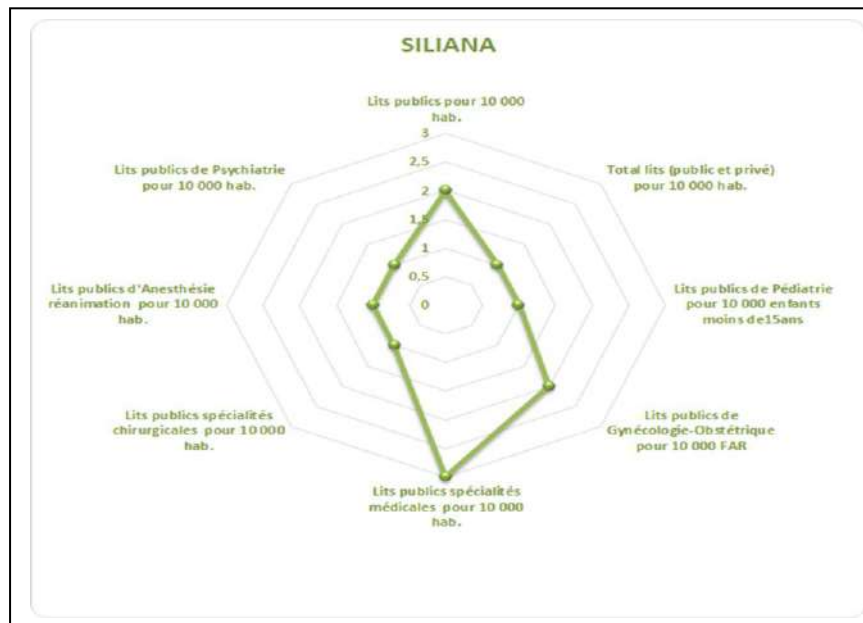 SILIANA
Lits publics pour 10 000
hab.
Total lits (public et privé)
pour 10 000 hab.
Lits publics de Pédiatrie
pour 10 000 enfants
moins de15ans
Lits publics de
Gynécologie-Obstétrique
pour 10 000 FAR
Lits publics spécialités
médicales pour 10 000
hab.
Lits publics spécialités
chirurgicales pour 10 000
hab.
Lits publics d'Anesthésie
réanimation pour 10 000
hab.
Lits publics de Psychiatrie
pour 10 000 hab.
3
2,5
2
1,5
1
0,5
0